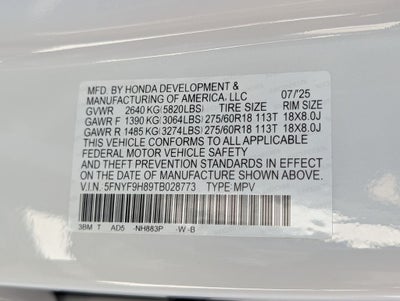 MFD. BY HONDA DEVELOPMENT &
MANUFACTURING OF AMERICA, LLC 07/'25
GVWR 2640 KG(5820LBS) TIRE SIZE RIM SIZE
GAWR F 1390 KG(3064LBS) 275/60R18 113T 18X8.0J
GAWR R 1485 KG(3274LBS) 275/60R18 113T 18X8.0J
THIS VEHICLE CONFORMS TO ALL APPLICABLE
FEDERAL MOTOR VEHICLE SAFETY
AND THEFT PREVENTION STANDARDS IN EFFECT
ON THE DATE OF MANUFACTURE SHOWN ABOVE.
V.I.N. 5FNYF9H89TB028773 TYPE: MPV
3BM T AD5 -NH883P -W -B